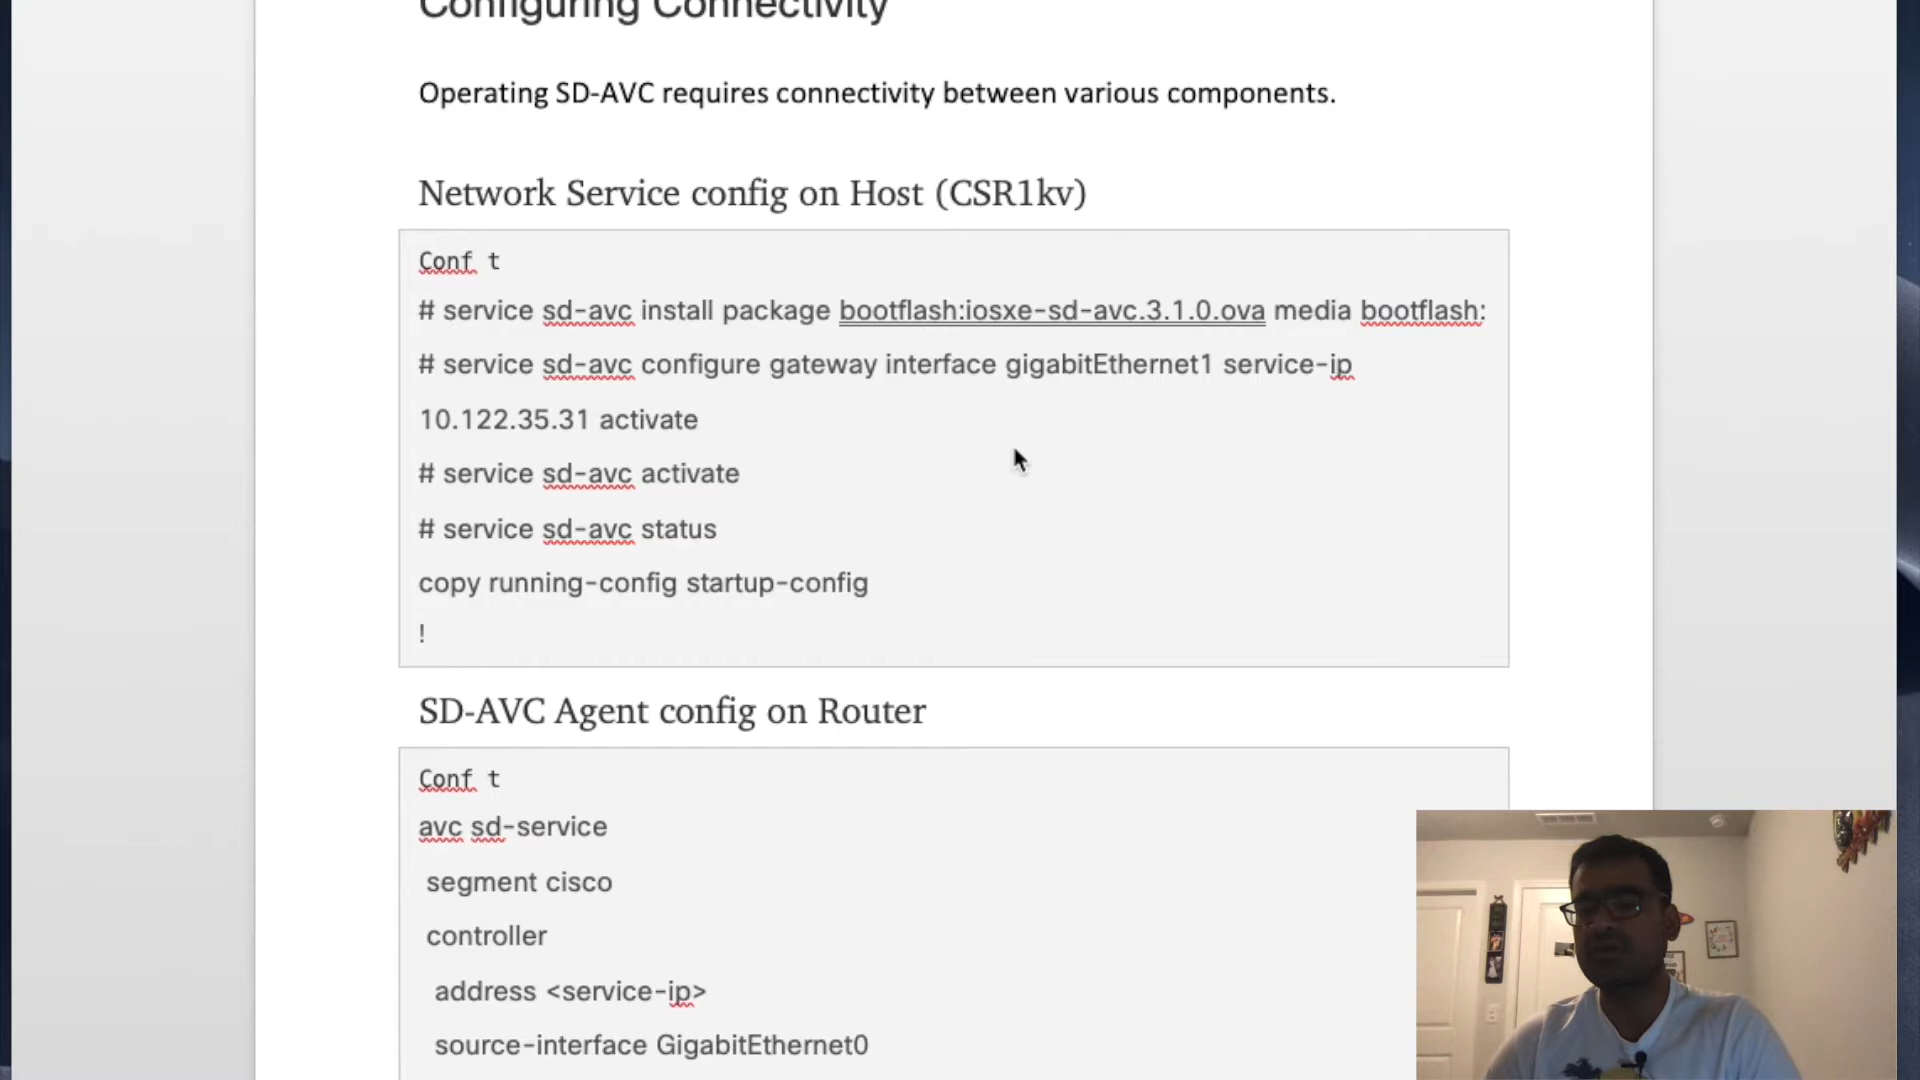 Configuring Connectivity
Operating SD-AVC requires connectivity between various components.
Network Service config on Host (CSR1kv)
Conf t
# service sd-avc install package bootflash:iosxe-sd-avc.3.1.0.ova media bootflash:
# service sd-avc configure gateway interface gigabitEthernet1 service-ip
10.122.35.31 activate
# service sd-avc activate
# service sd-avc status
copy running-config startup-config
!
SD-AVC Agent config on Router
Conf t
avc sd-service
segment cisco
controller
address <service-ip>
source-interface GigabitEthernet0